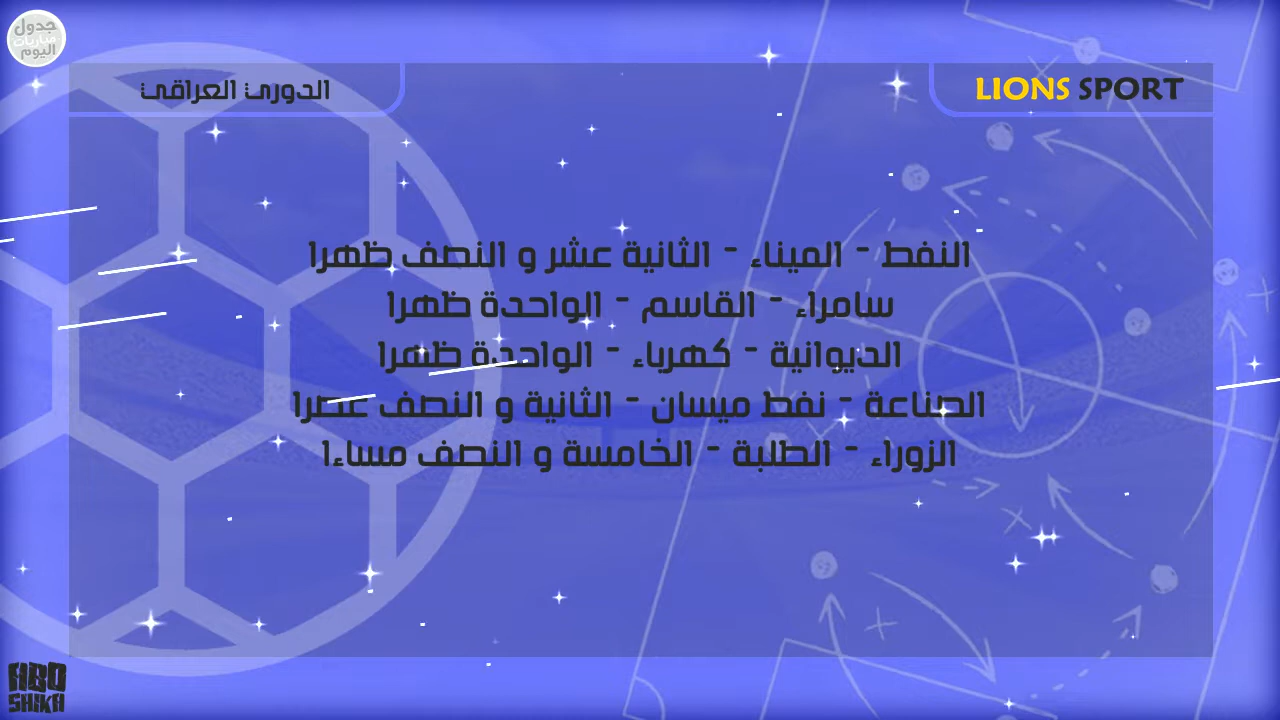 جدول
مباريات
اليوم
LIONS SPORT
الدوري العراقي
النفط - الميناء - الثانية عشر و النصف ظهرا
سامراء - القاسم - الواحدة ظهرا
الديوانية - كهرباء - الواحدة ظهرا
الصناعة - نفط ميسان - الثانية و النصف عصرا
الزوراء - الطلبة - الخامسة و النصف مساءا
ABO
SHIKA